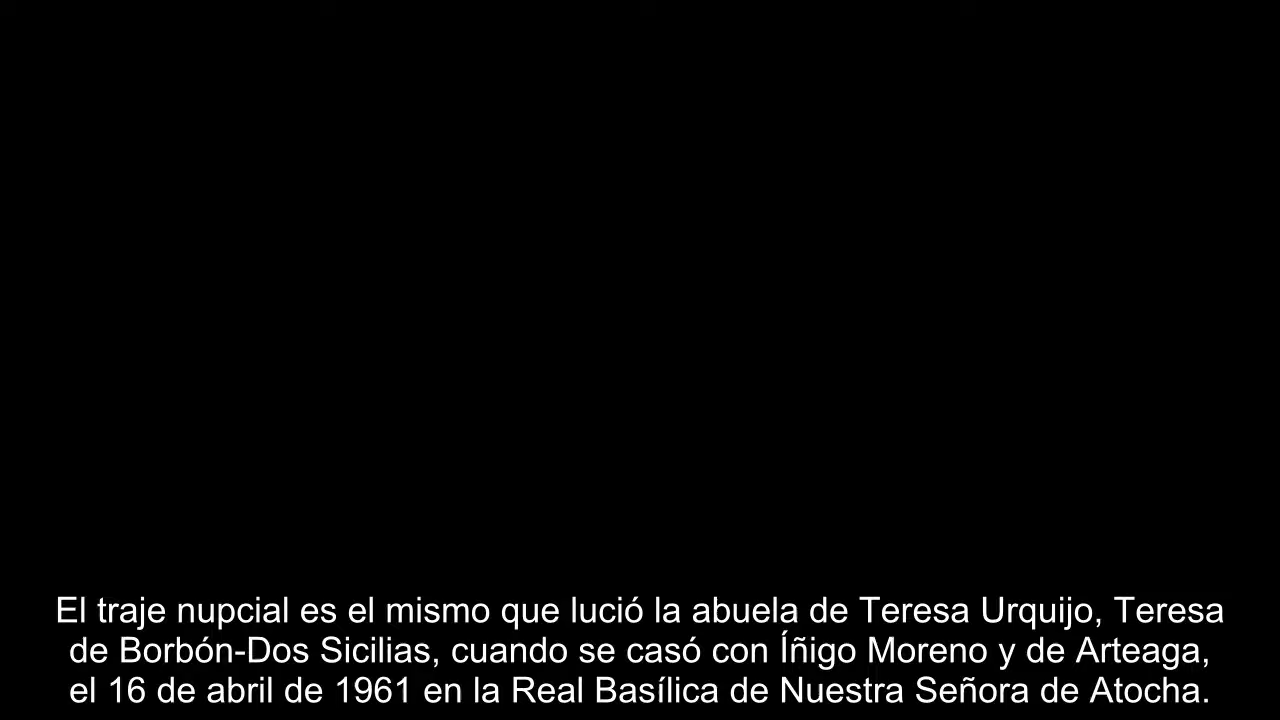 El traje nupcial es el mismo que lució la abuela de Teresa Urquijo, Teresa
de Borbón-Dos Sicilias, cuando se casó con Íñigo Moreno y de Arteaga,
el 16 de abril de 1961 en la Real Basílica de Nuestra Señora de Atocha.